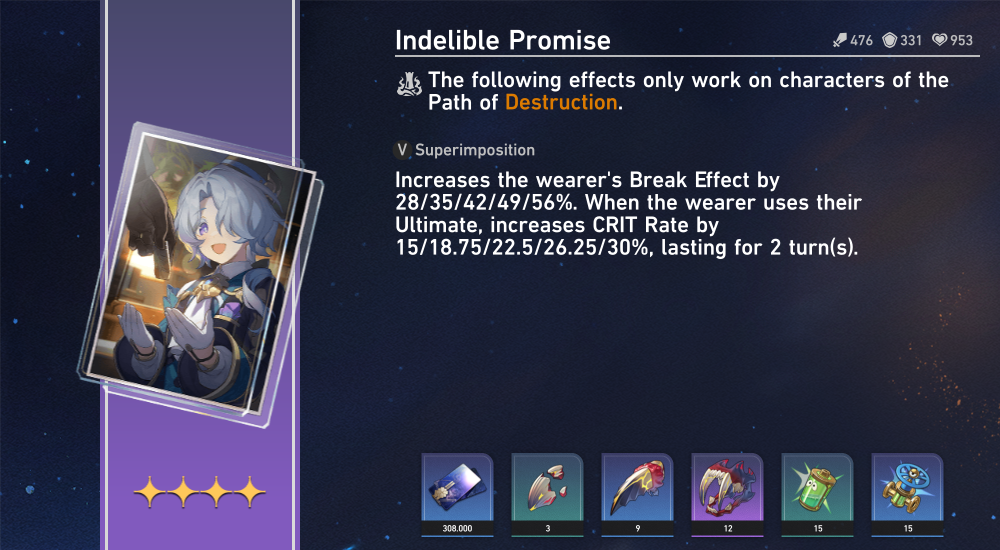 Indelible Promise
476 331 953
The following effects only work on characters of the
Path of Destruction.
V Superimposition
Increases the wearer's Break Effect by
28/35/42/49/56%. When the wearer uses their
Ultimate, increases CRIT Rate by
15/18.75/22.5/26.25/30%, lasting for 2 turn(s).
308.000 3 9 12 15 15